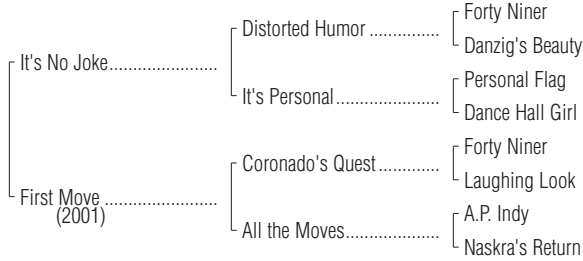 Forty Niner
Distorted Humor ................
Danzig's Beauty
It's No Joke.......................
Personal Flag
It's Personal.......................
Dance Hall Girl
Forty Niner
Coronado's Quest.............
Laughing Look
First Move .....................
(2001)
A.P. Indy
All the Moves.....................
Naskra's Return